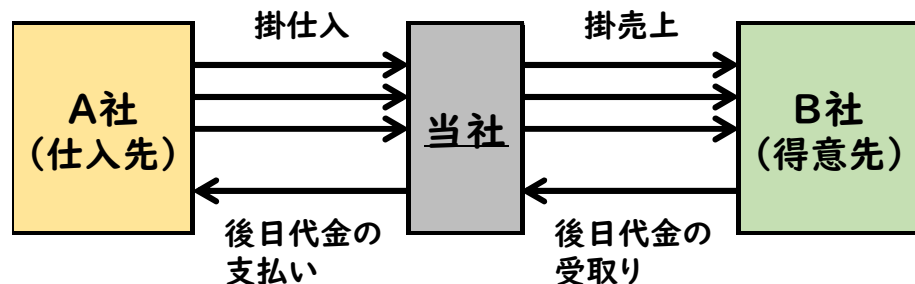 掛仕入
掛売上
A社
(仕入先)
当社
B社
(得意先)
後日代金の
支払い
後日代金の
受取り